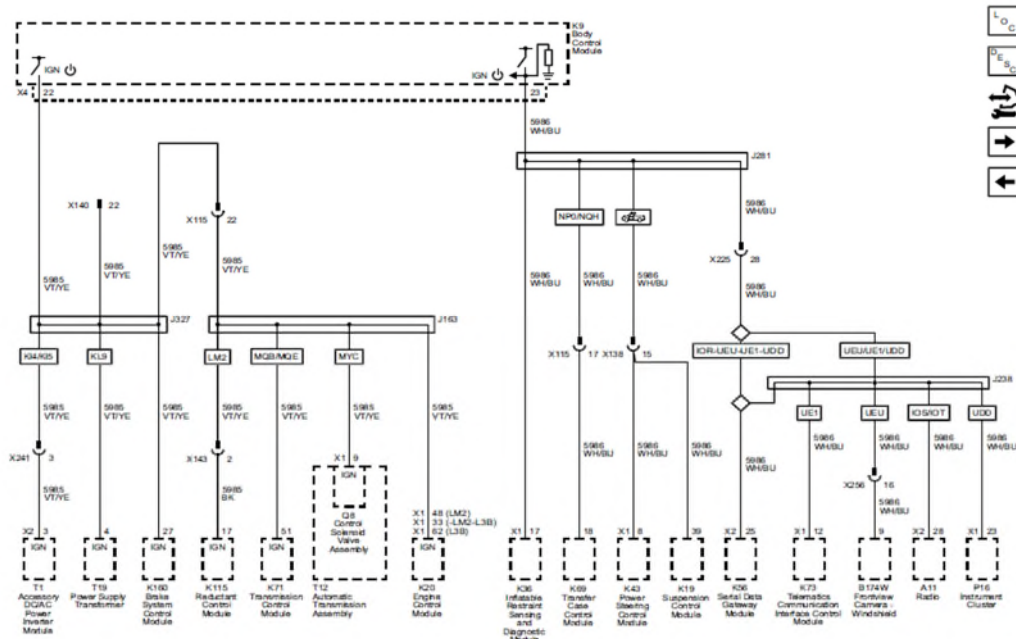 K9
Body
Control
Module
IGN
IGN
X4 22
23
5986
WH/BU
J281
X140 22
X115 22
NP0/NQH
5986
WH/BU
X225 28
5985
VT/YE
5985
VT/YE
5985
VT/YE
5985
VT/YE
5986
WH/BU
5986
WH/BU
5986
WH/BU
5986
WH/BU
J327
J163
KI4/KI5
KL9
LM2
MQB/MQE
MYC
X115 17
X138 15
IOR-UEU-UE1-UDD
UEU/UE1/UDD
J238
UE1
UEU
IOS/IOT
UDD
5985
VT/YE
5985
VT/YE
5985
VT/YE
5985
VT/YE
5985
VT/YE
5985
VT/YE
5985
VT/YE
5986
WH/BU
5986
WH/BU
5986
WH/BU
5986
WH/BU
X241 3
X143 2
X1 9
IGN
Q8
Control
Solenoid
Valve
Assembly
5986
WH/BU
5986
WH/BU
5986
WH/BU
X256 16
5985
VT/YE
5985
BK
5986
WH/BU
X1 48 (LM2)
X1 33 (-LM2-L3B)
X1 62 (L3B)
X2 3
4
27
17
51
X1 17
18
X1 8
39
X2 25
X1 12
9
X2 28
X1 23
IGN
IGN
IGN
IGN
IGN
IGN
T1
Accessory
DC/AC
Power
Inverter
Module
T19
Power Supply
Transformer
K160
Brake
System
Control
Module
K115
Reductant
Control
Module
K71
Transmission
Control
Module
T12
Automatic
Transmission
Assembly
K20
Engine
Control
Module
K36
Inflatable
Restraint
Sensing
and
Diagnostic
Module
K69
Transfer
Case Control
Module
K43
Power
Steering
Control
Module
K19
Suspension
Control
Module
K56
Serial Data
Gateway
Module
K73
Telematics
Communication
Interface Control
Module
B174W
Frontview
Camera -
Windshield
A11
Radio
P16
Instrument
Cluster
LOC
DESC